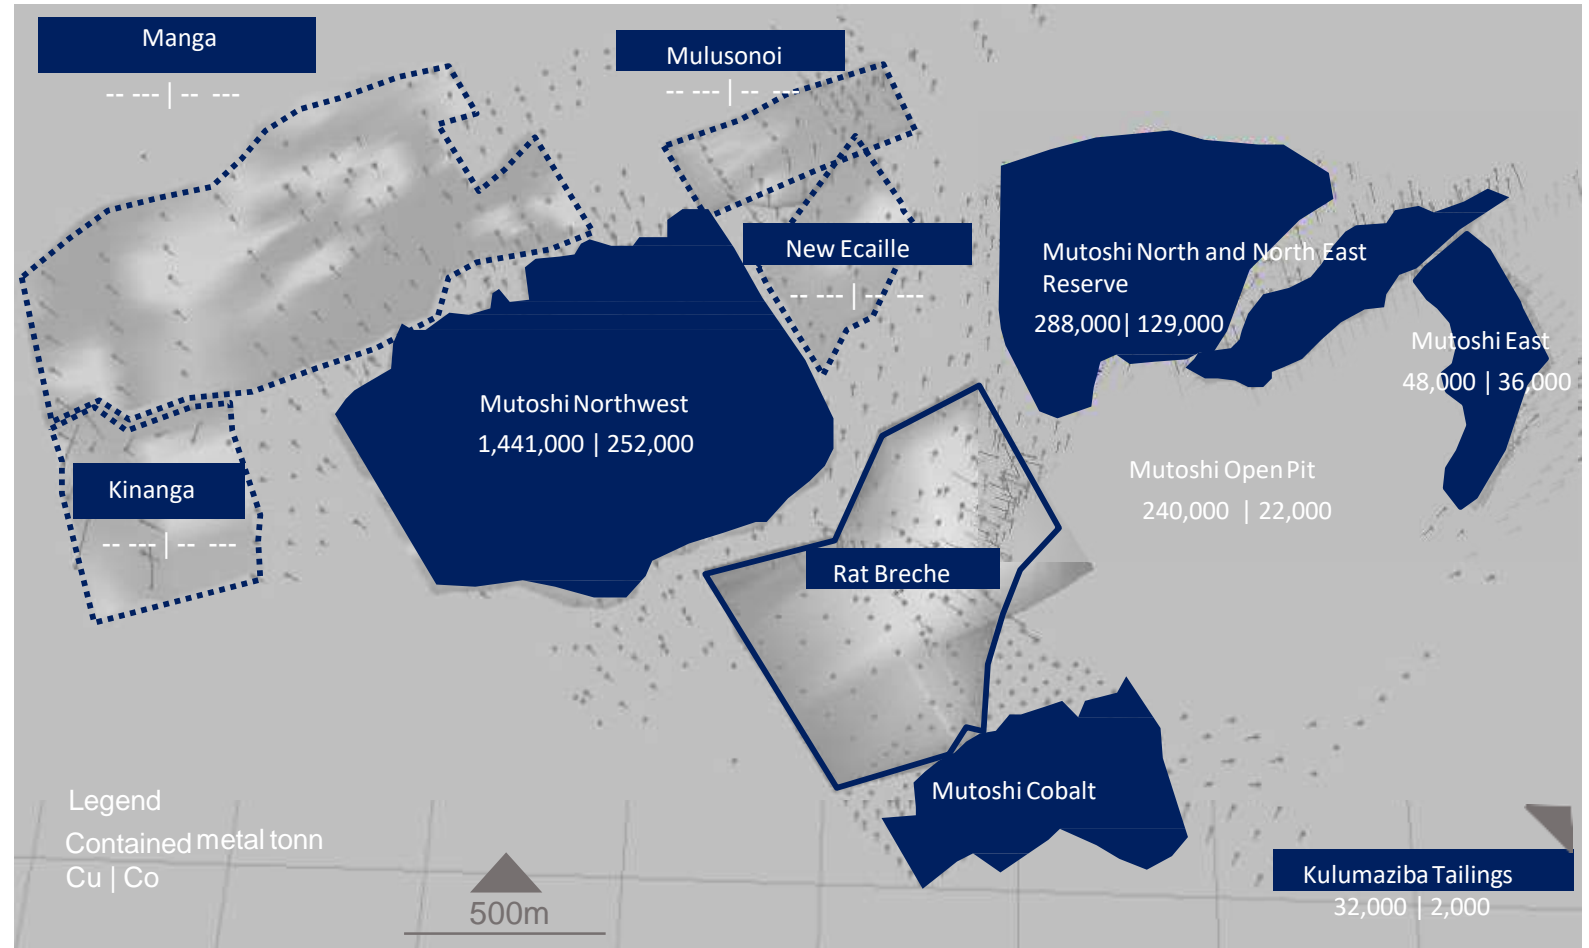 Manga
-- --- | -- ---
Mulusonoi
-- --- | -- ---
New Ecaille
-- --- | -- ---
Mutoshi North and North East
Reserve
288,000| 129,000
Mutoshi East
48,000 | 36,000
Mutoshi Northwest
1,441,000 | 252,000
Mutoshi Open Pit
240,000 | 22,000
Kinanga
-- --- | -- ---
Rat Breche
Mutoshi Cobalt
Legend
Contained metal tonn
Cu | Co
500m
Kulumaziba Tailings
32,000 | 2,000